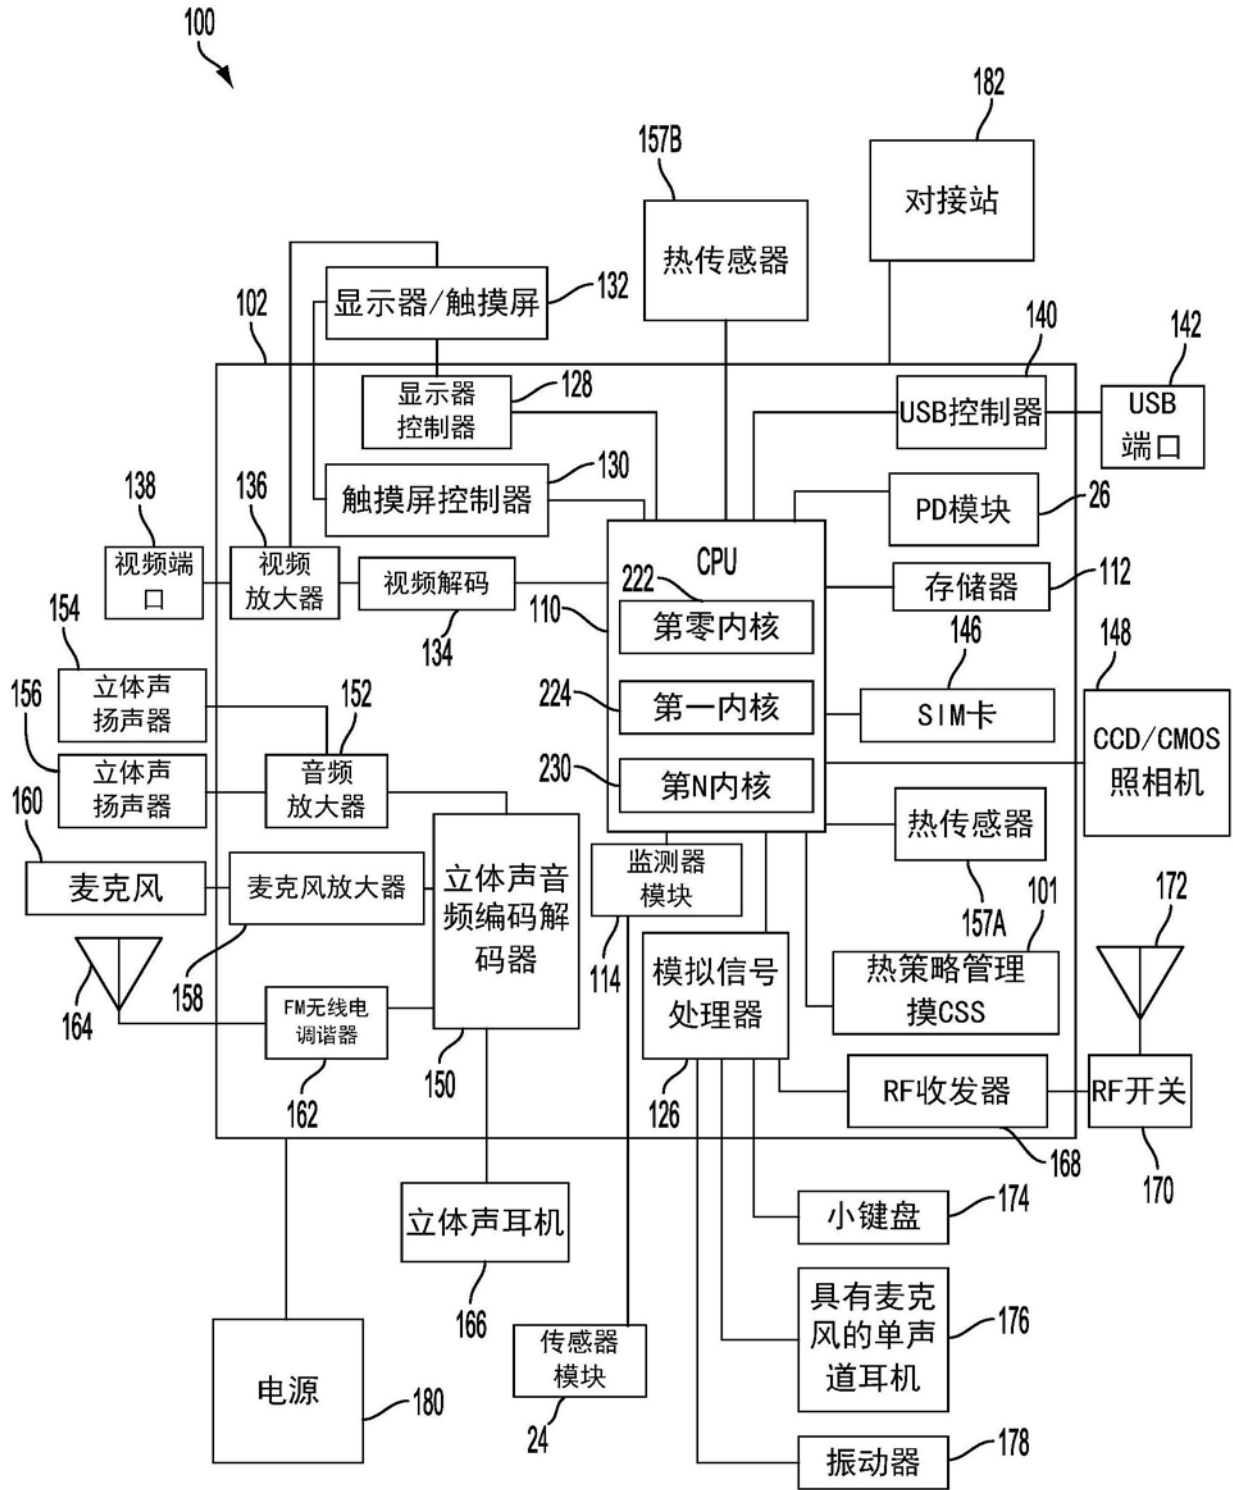 100
182
157B
对接站
热传感器
显示器/触摸屏
132
102
140
142
显示器
控制器
128
USB控制器
USB
端口
130
触摸屏控制器
138
136
PD模块
26
视频端
口
视频
放大器
视频解码
134
CPU
222
110
第零内核
存储器
112
154
146
148
立体声
扬声器
156
152
224
第一内核
SIM卡
CCD/CMOS
照相机
立体声
扬声器
音频
放大器
230
第N内核
160
热传感器
麦克风
麦克风放大器
立体声音
频编码解
码器
监测器
模块
157A
101
172
164
158
114
模拟信号
处理器
热策略管理
摸CSS
FM无线电
调谐器
162
150
126
RF收发器
RF开关
168
170
立体声耳机
166
小键盘
174
具有麦克
风的单声
道耳机
176
电源
180
传感器
模块
24
振动器
178